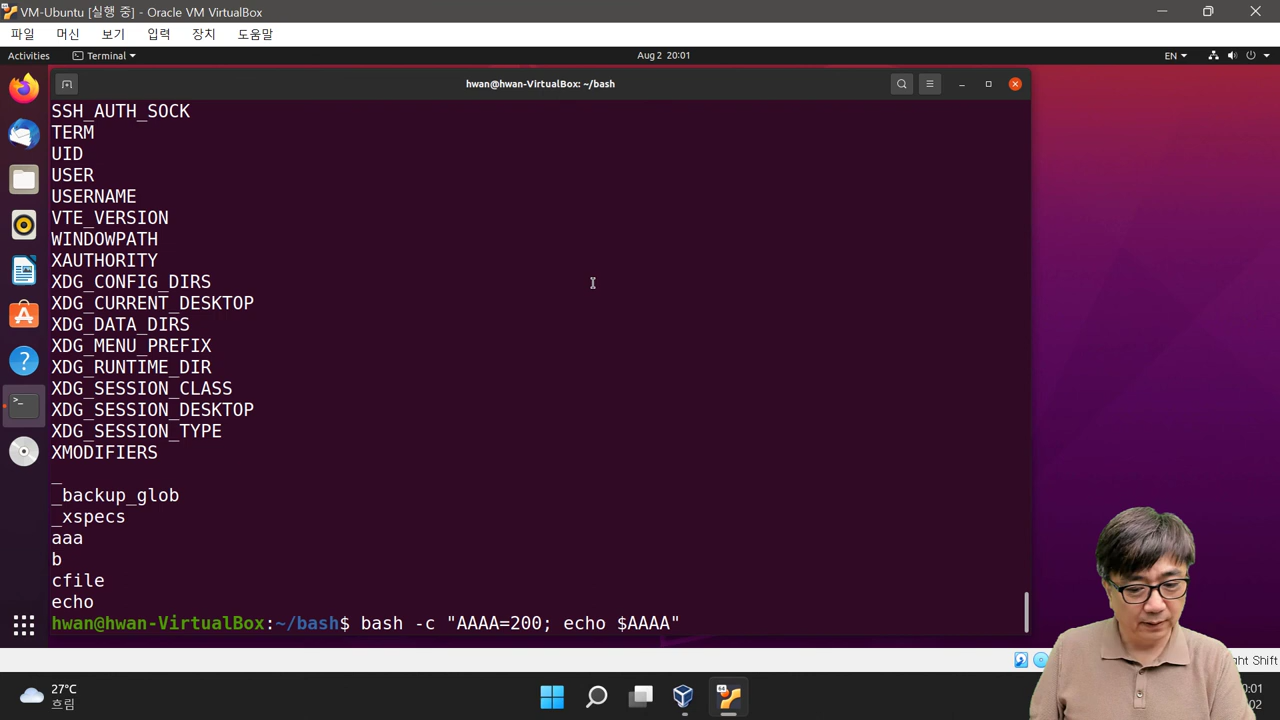 VM-Ubuntu [실행 중] - Oracle VM VirtualBox
파일 머신 보기 입력 장치 도움말
Activities Terminal Aug 2 20:01 EN
hwan@hwan-VirtualBox: ~/bash
SSH_AUTH_SOCK
TERM
UID
USER
USERNAME
VTE_VERSION
WINDOWPATH
XAUTHORITY
XDG_CONFIG_DIRS
XDG_CURRENT_DESKTOP
XDG_DATA_DIRS
XDG_MENU_PREFIX
XDG_RUNTIME_DIR
XDG_SESSION_CLASS
XDG_SESSION_DESKTOP
XDG_SESSION_TYPE
XMODIFIERS
_
_backup_glob
_xspecs
aaa
b
cfile
echo
hwan@hwan-VirtualBox:~/bash$ bash -c "AAAA=200; echo $AAAA"
Shift
27°C
흐림